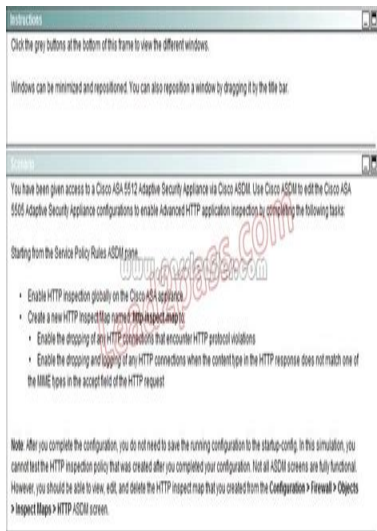 Instructions
Click the grey buttons at the bottom of this frame to view the different windows.
Windows can be minimized and repositioned. You can also reposition a window by dragging it by the title bar.
Scenario
You have been given access to a Cisco ASA 5512 Adaptive Security Appliance via Cisco ASDM. Use Cisco ASDM to edit the Cisco ASA
5505 Adaptive Security Appliance configurations to enable Advanced HTTP application inspection by completing the following tasks:
Starting from the Service Policy Rules ASDM pane
• Enable HTTP inspection globally on the Cisco ASA appliance
• Create a new HTTP Inspect Map named: http-inspect-map to:
• Enable the dropping of any HTTP connections that encounter HTTP protocol violations
• Enable the dropping and logging of any HTTP connections when the content type in the HTTP response does not match one of
the MIME types in the accept field of the HTTP request
Note: After you complete the configuration, you do not need to save the running configuration to the startup-config. In this simulation, you
cannot test the HTTP inspection policy that was created after you completed your configuration. Not all ASDM screens are fully functional.
However, you should be able to view, edit, and delete the HTTP inspect map that you created from the Configuration > Firewall > Objects
> Inspect Maps > HTTP ASDM screen.
Lead2pass.com